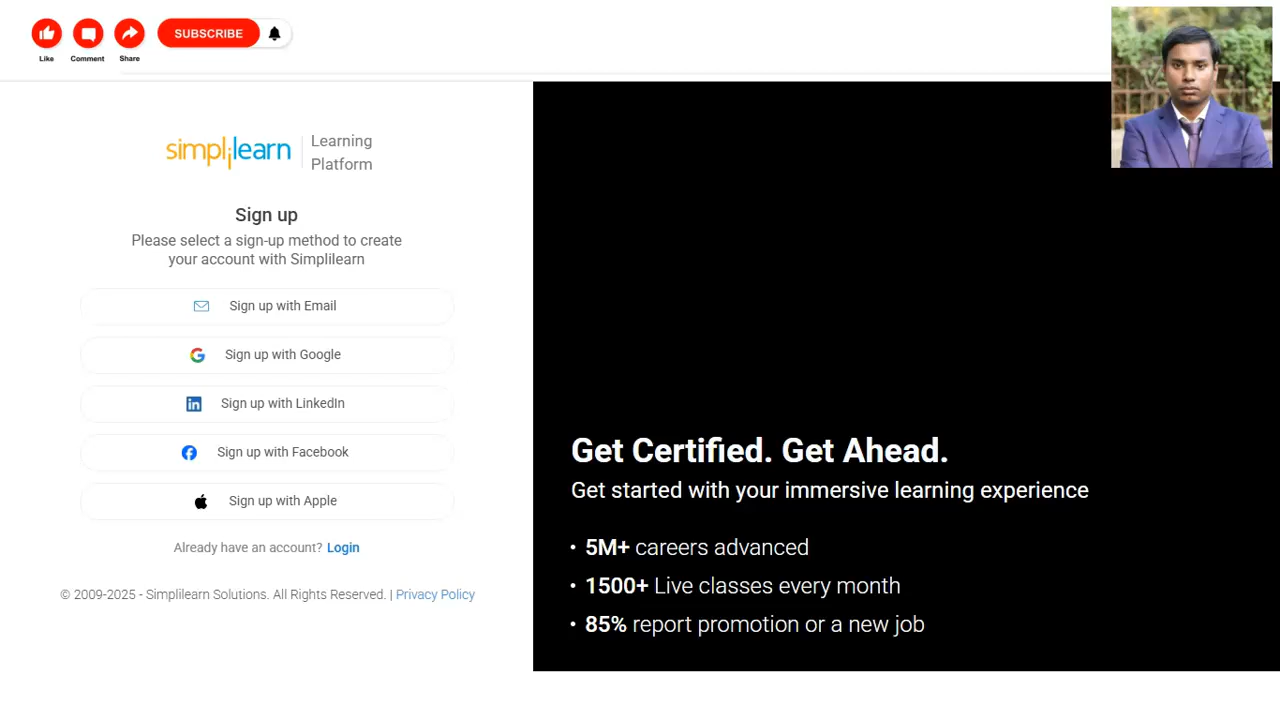 SUBSCRIBE
Like Comment Share
simplilearn Learning
Platform
Sign up
Please select a sign-up method to create
your account with Simplilearn
Sign up with Email
Sign up with Google
Sign up with LinkedIn
Sign up with Facebook
Sign up with Apple
Already have an account? Login
© 2009-2025 - Simplilearn Solutions. All Rights Reserved. | Privacy Policy
Get Certified. Get Ahead.
Get started with your immersive learning experience
• 5M+ careers advanced
• 1500+ Live classes every month
• 85% report promotion or a new job